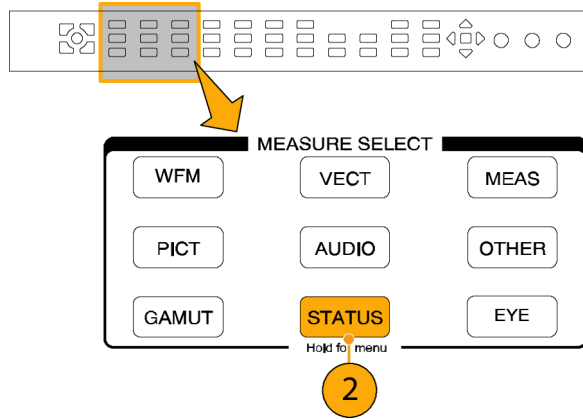 MEASURE SELECT
WFM VECT MEAS
PICT AUDIO OTHER
GAMUT STATUS EYE
Hold for menu
2